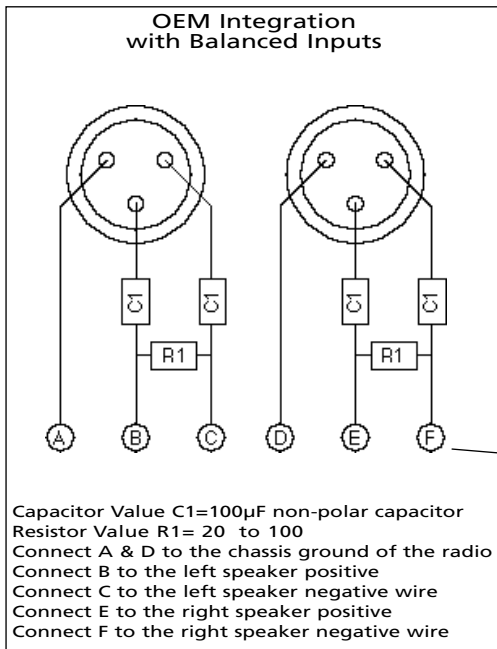 OEM Integration
with Balanced Inputs
C1 C1 C1 C1
R1 R1
A B C D E F
Capacitor Value C1=100µF non-polar capacitor
Resistor Value R1= 20  to 100
Connect A & D to the chassis ground of the radio
Connect B to the left speaker positive
Connect C to the left speaker negative wire
Connect E to the right speaker positive
Connect F to the right speaker negative wire